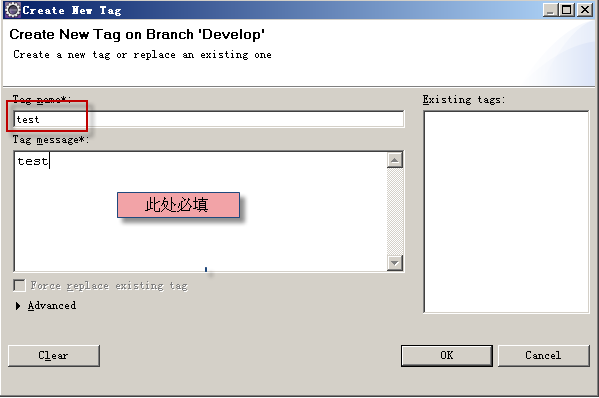 Create New Tag
Create New Tag on Branch 'Develop'
Create a new tag or replace an existing one
Tag name*:
Existing tags:
test
Tag message*:
test
此处必填
Force replace existing tag
Advanced
Clear
OK
Cancel